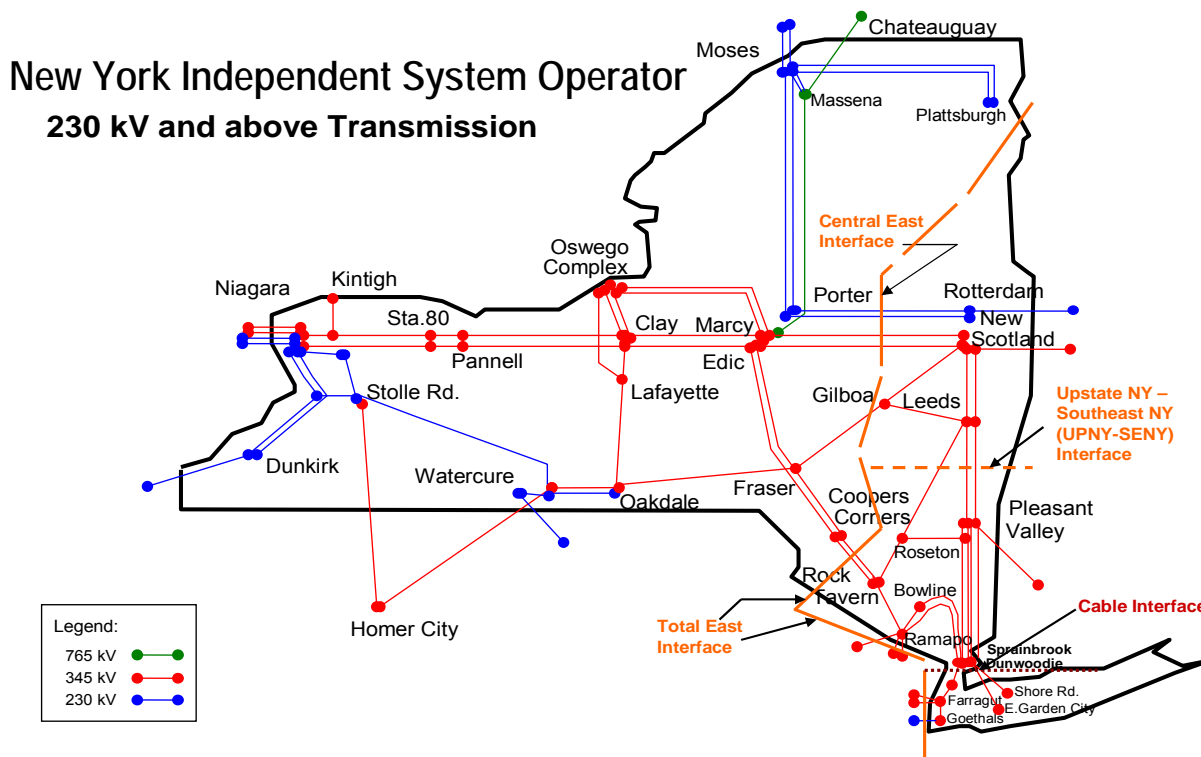 Chateauguay
Moses
New York Independent System Operator
230 kV and above Transmission
Massena
Plattsburgh
Central East
Interface
Oswego
Complex
Kintigh
Niagara
Porter
Rotterdam
Sta.80
Clay
Marcy
New
Scotland
Pannell
Edic
Stolle Rd.
Lafayette
Gilboa
Leeds
Upstate NY –
Southeast NY
(UPNY-SENY)
Interface
Dunkirk
Watercure
Fraser
Oakdale
Coopers
Corners
Pleasant
Valley
Roseton
Rock
Tavern
Bowline
Cable Interface
Homer City
Total East
Interface
Ramapo
Sprainbrook
Dunwoodie
Legend:
765 kV
345 kV
230 kV
Shore Rd.
Farragut
E.Garden City
Goethals